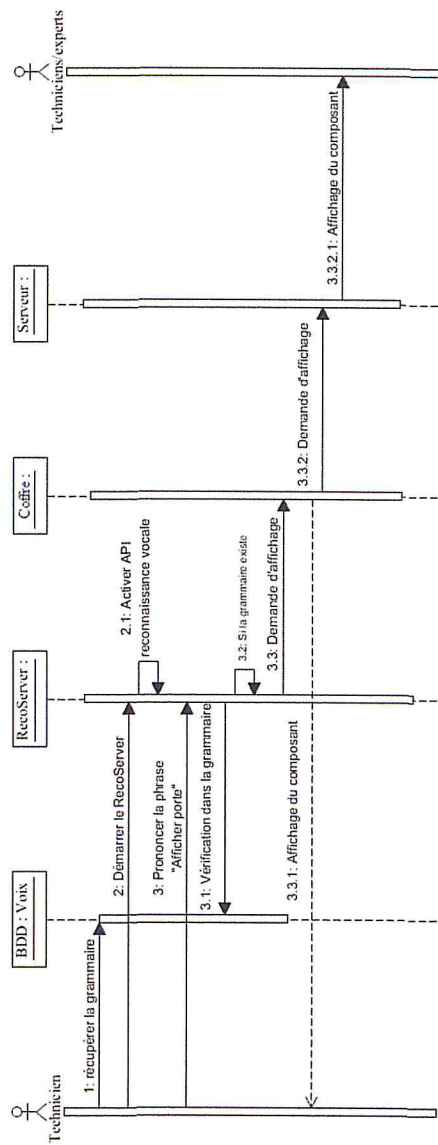 Technicien
BDD : Voix
RecoServer :
Coffre :
Serveur :
Techniciens/experts
1: récupérer la grammaire
2: Démarrer le RecoServer
2.1: Activer API
reconnaissance vocale
3: Prononcer la phrase
"Afficher porte"
3.1: Vérification dans la grammaire
3.2: Si la grammaire existe
3.3: Demande d'affichage
3.3.1: Affichage du composant
3.3.2: Demande d'affichage
3.3.2.1: Affichage du composant